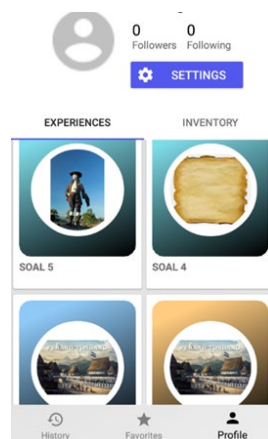 0 0
Followers Following
SETTINGS
EXPERIENCES INVENTORY
SOAL 5 SOAL 4
History Favorites Profile